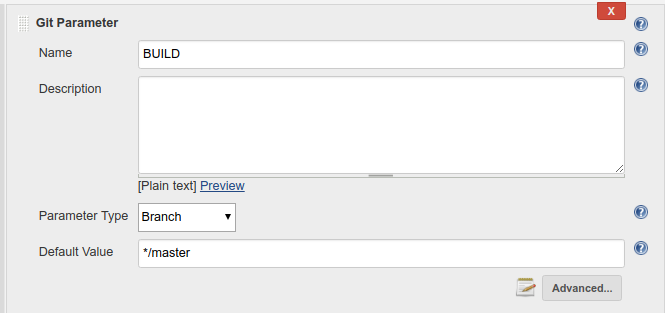 Git Parameter
X
Name
BUILD
Description
[Plain text] Preview
Parameter Type
Branch
Default Value
*/master
Advanced...